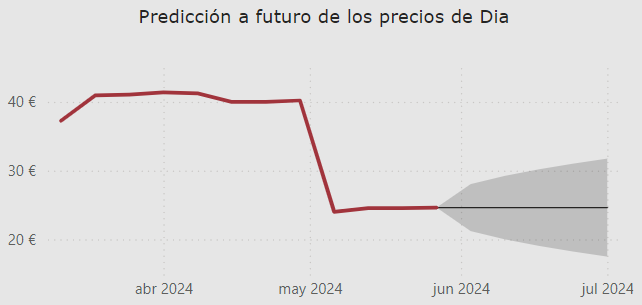 Predicción a futuro de los precios de Dia
40 €
30 €
20 €
abr 2024
may 2024
jun 2024
jul 2024